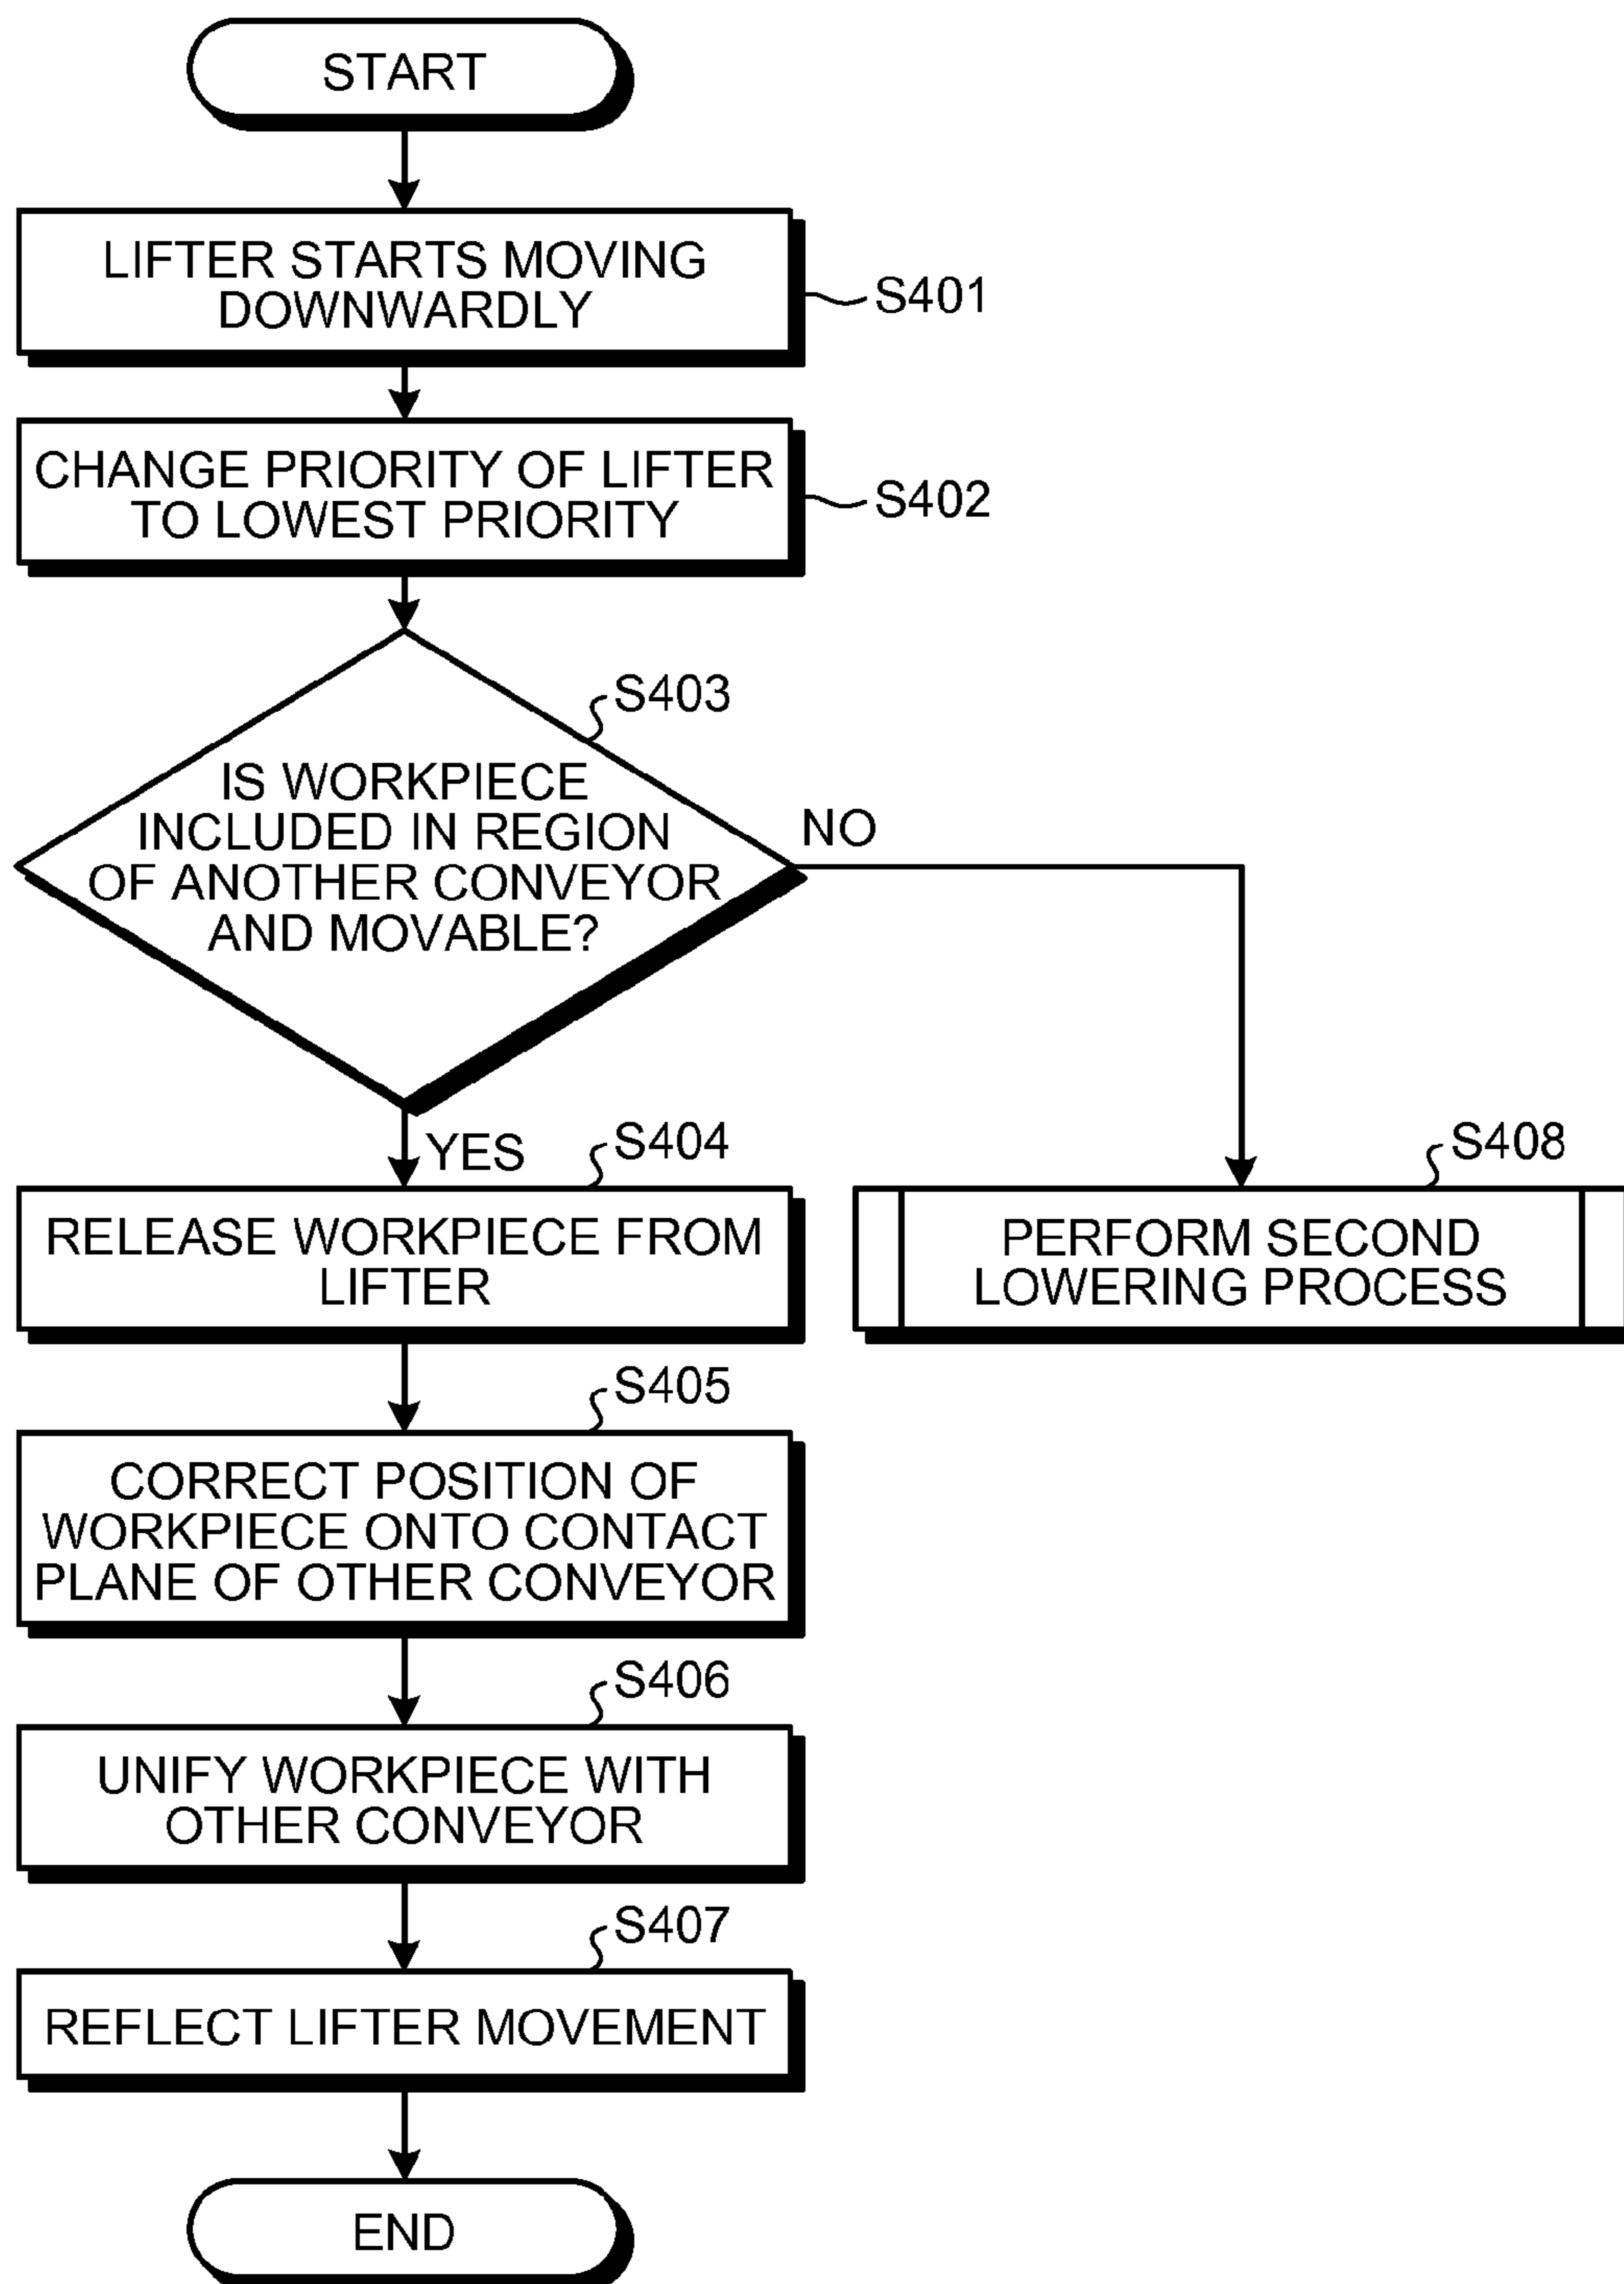 START
LIFTER STARTS MOVING
DOWNWARDLY
S401
CHANGE PRIORITY OF LIFTER
TO LOWEST PRIORITY
S402
S403
IS WORKPIECE
INCLUDED IN REGION
OF ANOTHER CONVEYOR
AND MOVABLE?
NO
YES
S404
RELEASE WORKPIECE FROM
LIFTER
S408
PERFORM SECOND
LOWERING PROCESS
S405
CORRECT POSITION OF
WORKPIECE ONTO CONTACT
PLANE OF OTHER CONVEYOR
S406
UNIFY WORKPIECE WITH
OTHER CONVEYOR
S407
REFLECT LIFTER MOVEMENT
END